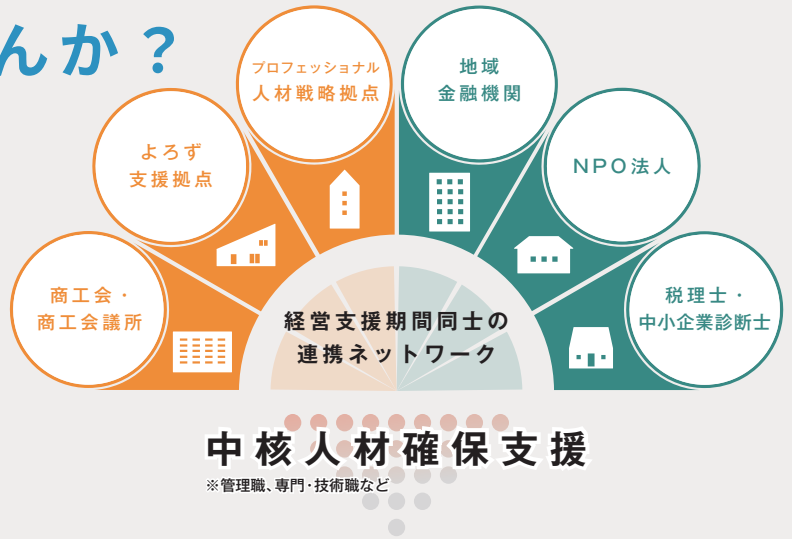 んか？
プロフェッショナル
人材戦略拠点
地域
金融機関
よろず
支援拠点
NPO法人
商工会・
商工会議所
税理士・
中小企業診断士
経営支援期間同士の
連携ネットワーク
中核人材確保支援
※管理職、専門・技術職など